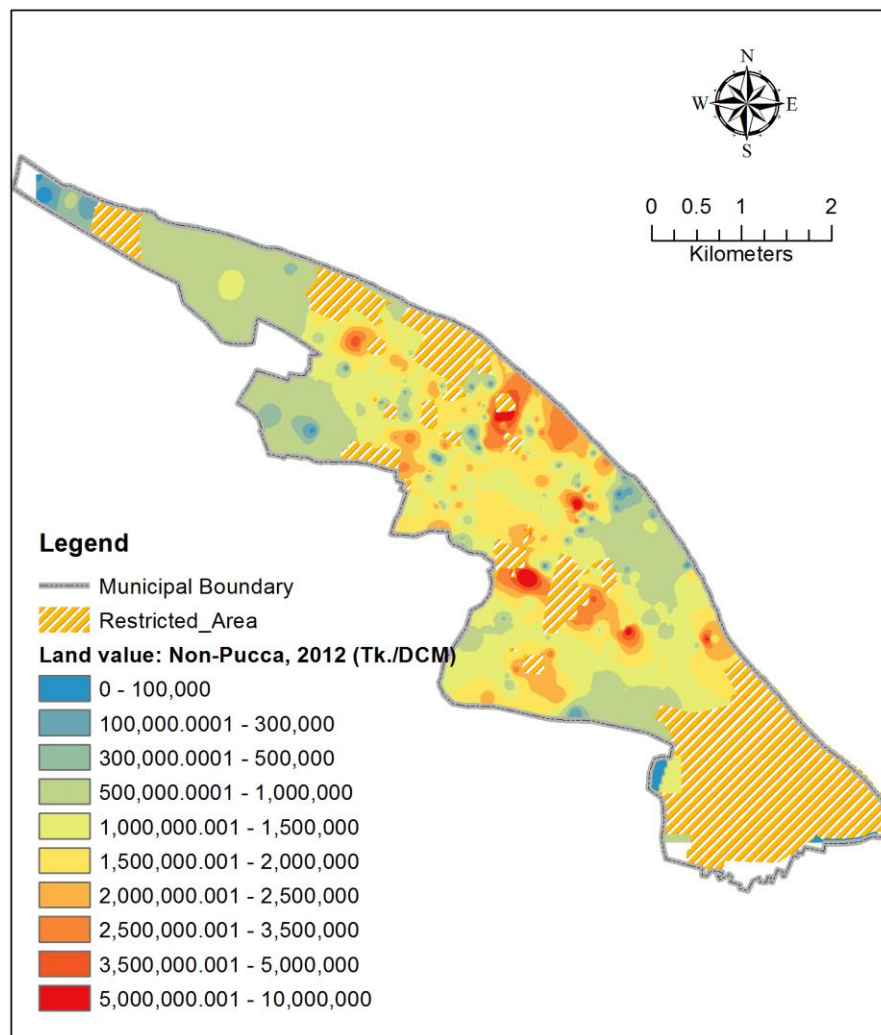 N
W E
S
0 0.5 1 2
Kilometers
Legend
Municipal Boundary
Restricted_Area
Land value: Non-Pucca, 2012 (Tk./DCM)
0 - 100,000
100,000.0001 - 300,000
300,000.0001 - 500,000
500,000.0001 - 1,000,000
1,000,000.001 - 1,500,000
1,500,000.001 - 2,000,000
2,000,000.001 - 2,500,000
2,500,000.001 - 3,500,000
3,500,000.001 - 5,000,000
5,000,000.001 - 10,000,000